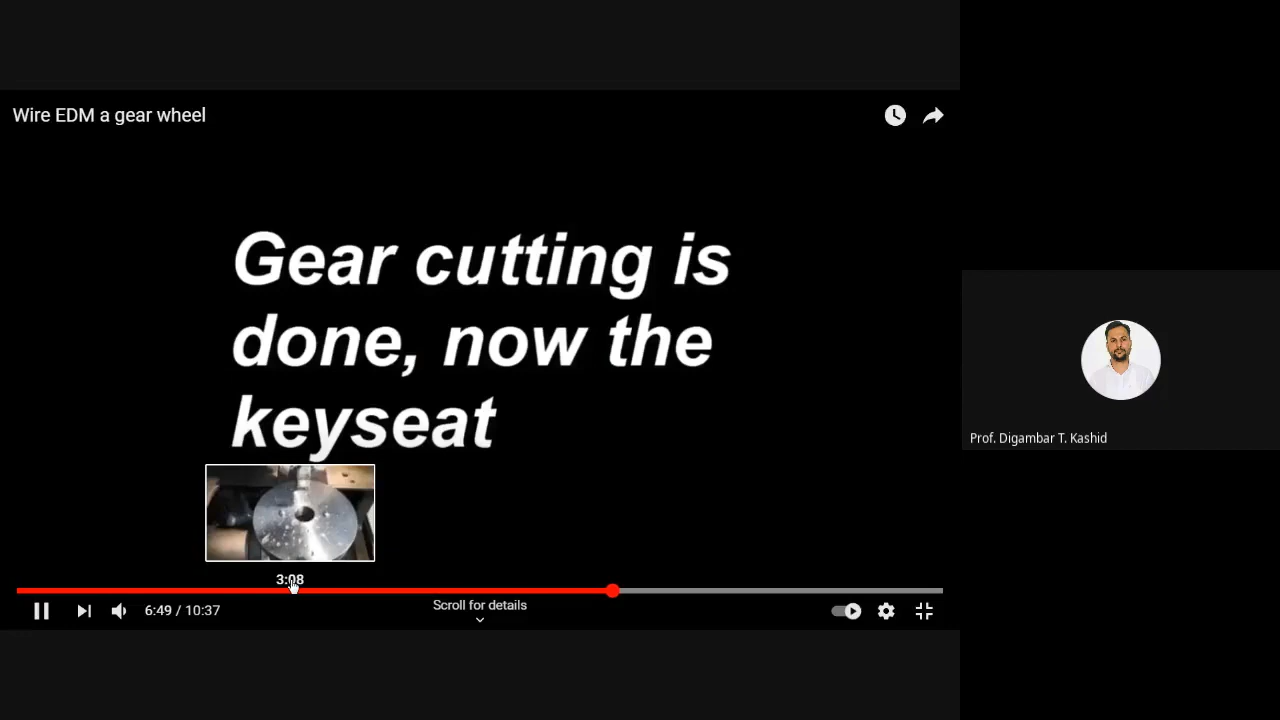 Wire EDM a gear wheel
Gear cutting is
done, now the
keyseat
3:08
6:49 / 10:37
Scroll for details
Prof. Digambar T. Kashid